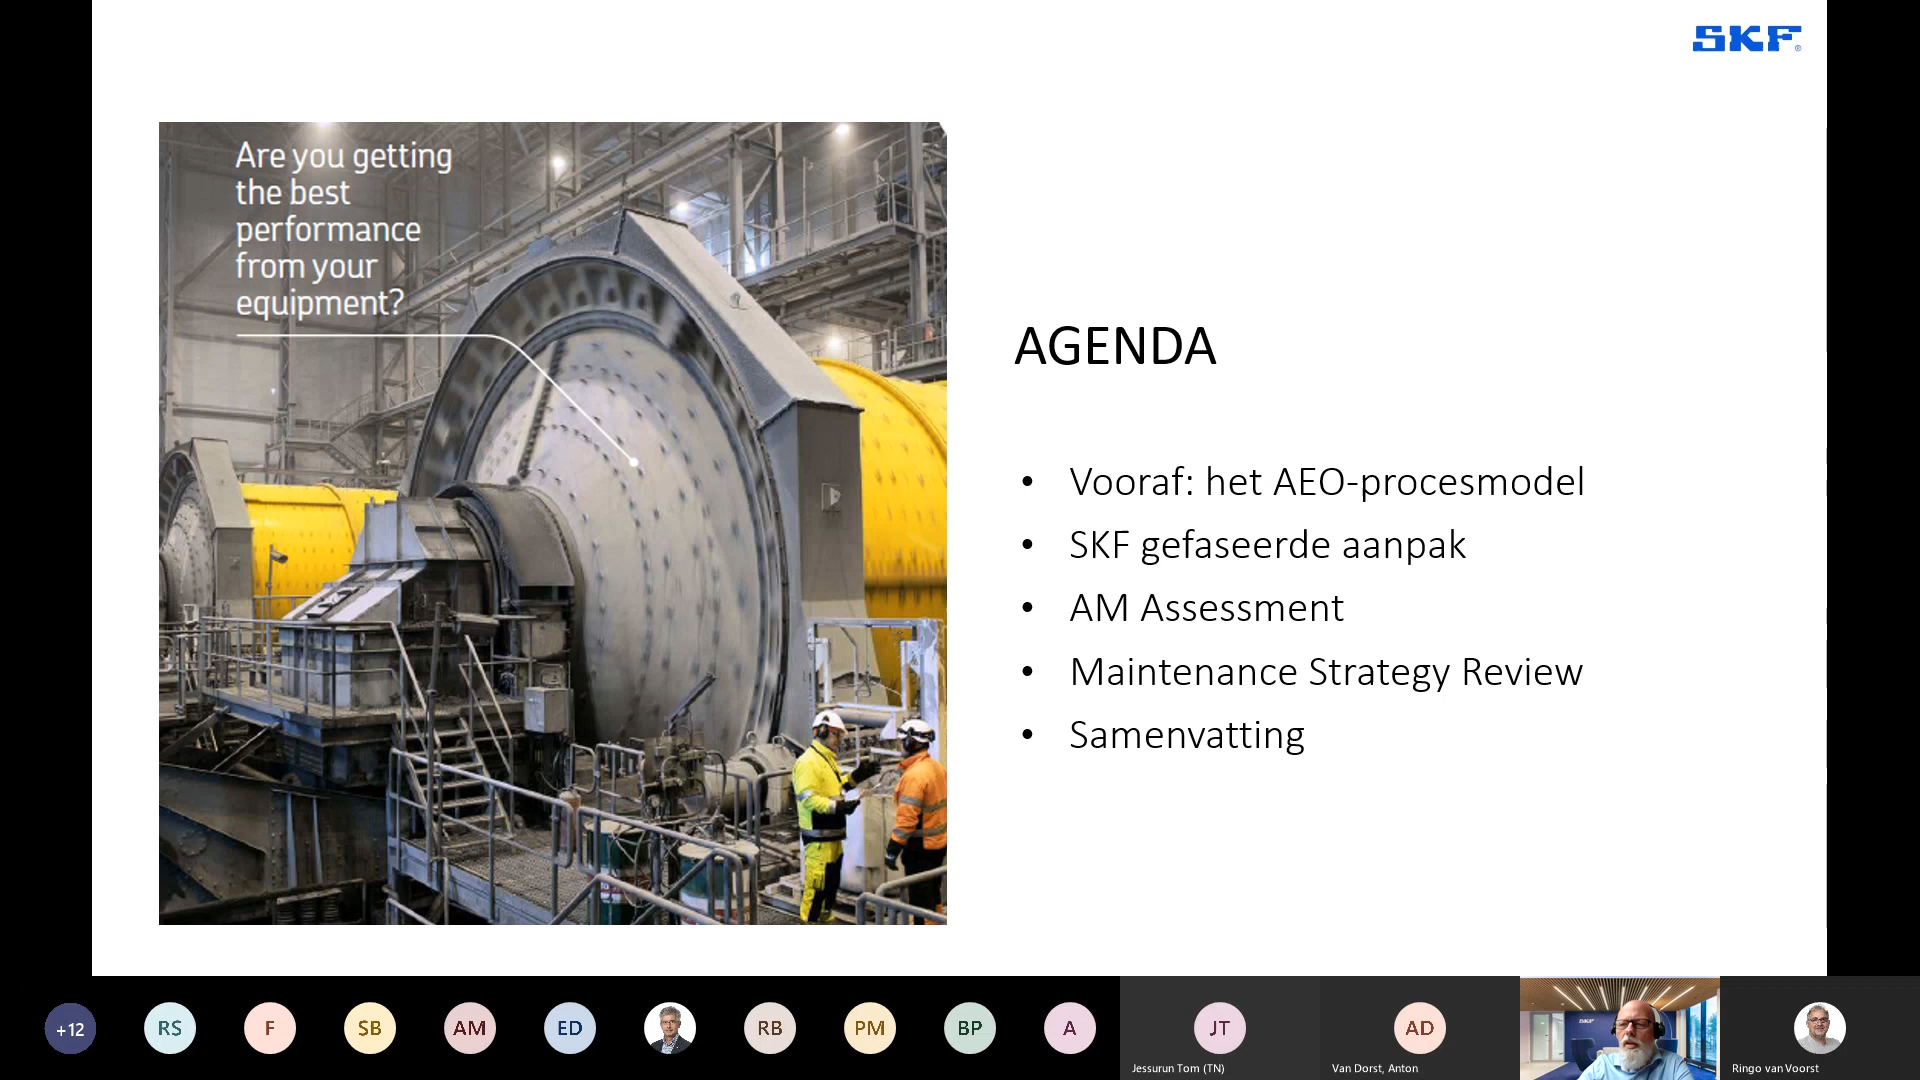 SKF
Are you getting
the best
performance
from your
equipment?
AGENDA
• Vooraf: het AEO-procesmodel
• SKF gefaseerde aanpak
• AM Assessment
• Maintenance Strategy Review
• Samenvatting
+12
RS
F
SB
AM
ED
RB
PM
BP
A
JT
Jessurun Tom (TN)
AD
Van Dorst, Anton
SKF
Ringo van Voorst